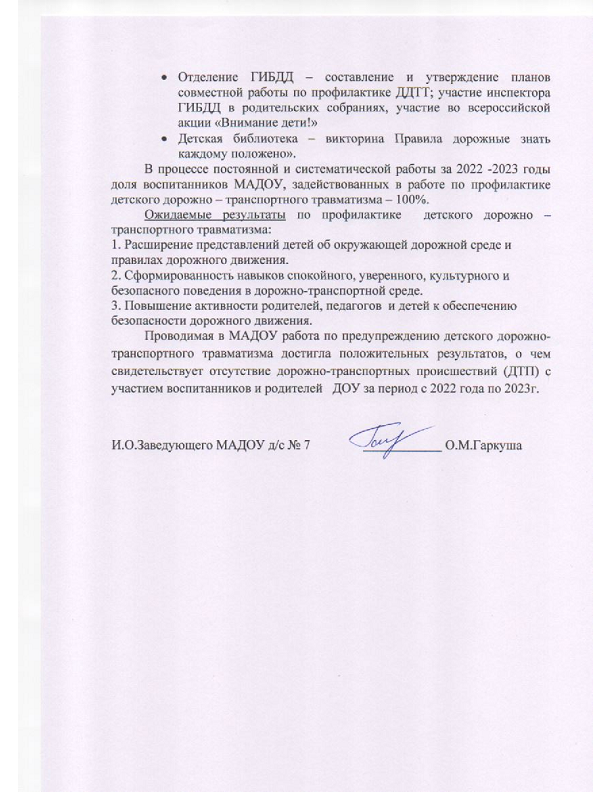 • Отделение ГИБДД – составление и утверждение планов
совместной работы по профилактике ДДТТ; участие инспектора
ГИБДД в родительских собраниях, участие во всероссийской
акции «Внимание дети!»
• Детская библиотека – викторина Правила дорожные знать
каждому положено».
В процессе постоянной и систематической работы за 2022 -2023 годы
доля воспитанников МАДОУ, задействованных в работе по профилактике
детского дорожно – транспортного травматизма – 100%.
Ожидаемые результаты по профилактике детского дорожно –
транспортного травматизма:
1. Расширение представлений детей об окружающей дорожной среде и
правилах дорожного движения.
2. Сформированность навыков спокойного, уверенного, культурного и
безопасного поведения в дорожно-транспортной среде.
3. Повышение активности родителей, педагогов и детей к обеспечению
безопасности дорожного движения.
Проводимая в МАДОУ работа по предупреждению детского дорожно-
транспортного травматизма достигла положительных результатов, о чем
свидетельствует отсутствие дорожно-транспортных происшествий (ДТП) с
участием воспитанников и родителей ДОУ за период с 2022 года по 2023г.
И.О.Заведующего МАДОУ д/с № 7 ____________ О.М.Гаркуша